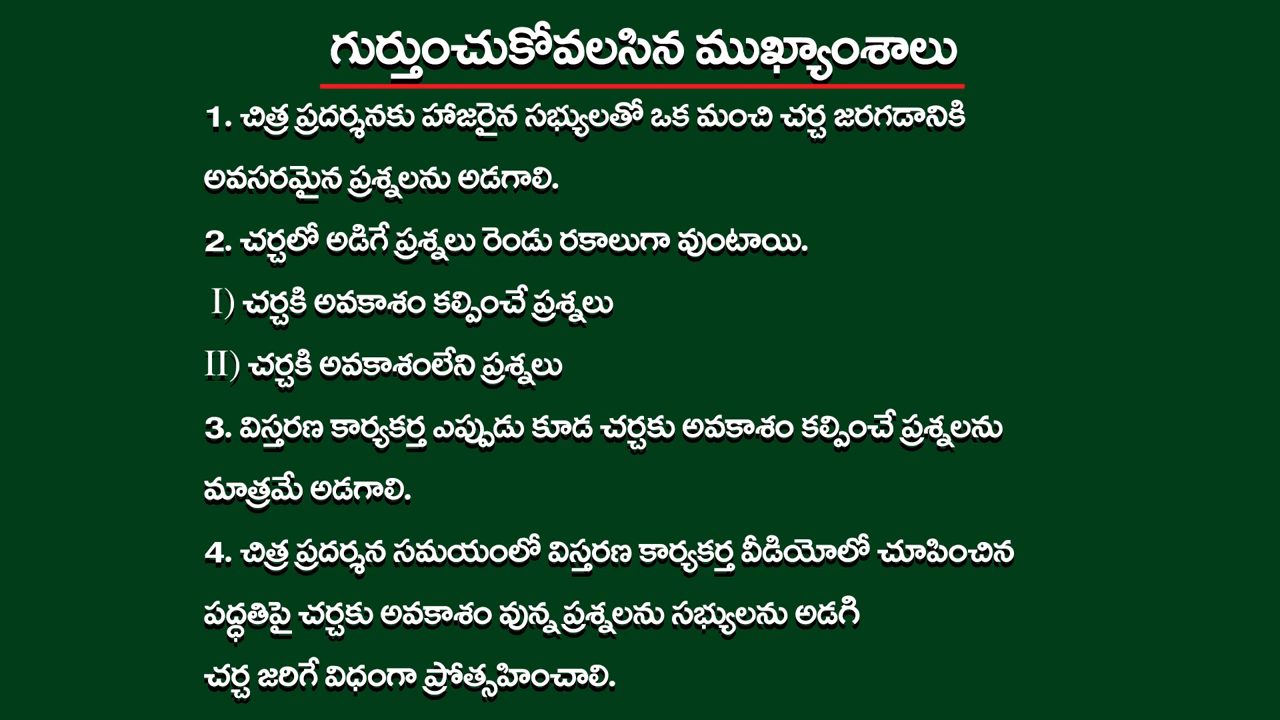 గుర్తుంచుకోవలసిన ముఖ్యాంశాలు
1. చిత్ర ప్రదర్శనకు హాజరైన సభ్యులతో ఒక మంచి చర్చ జరగడానికి
అవసరమైన ప్రశ్నలను అడగాలి.
2. చర్చలో అడిగే ప్రశ్నలు రెండు రకాలుగా వుంటాయి.
I) చర్చకి అవకాశం కల్పించే ప్రశ్నలు
II) చర్చకి అవకాశంలేని ప్రశ్నలు
3. విస్తరణ కార్యకర్త ఎప్పుడు కూడ చర్చకు అవకాశం కల్పించే ప్రశ్నలను
మాత్రమే అడగాలి.
4. చిత్ర ప్రదర్శన సమయంలో విస్తరణ కార్యకర్త వీడియోలో చూపించిన
పద్ధతిపై చర్చకు అవకాశం వున్న ప్రశ్నలను సభ్యులను అడగి
చర్చ జరిగే విధంగా ప్రోత్సహించాలి.